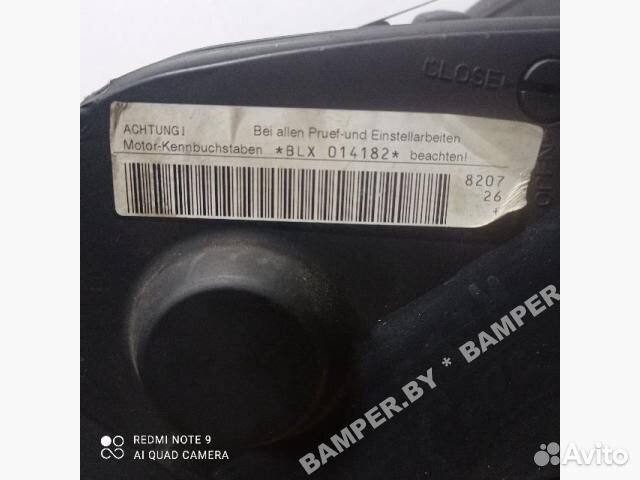 CLOSE
ACHTUNG! Bei allen Pruef-und Einstellarbeiten
Motor-Kennbuchstaben *BLX 014182* beachten!
8207
26
+
BAMPER.BY * BAMPER.BY
REDMI NOTE 9
AI QUAD CAMERA
Avito